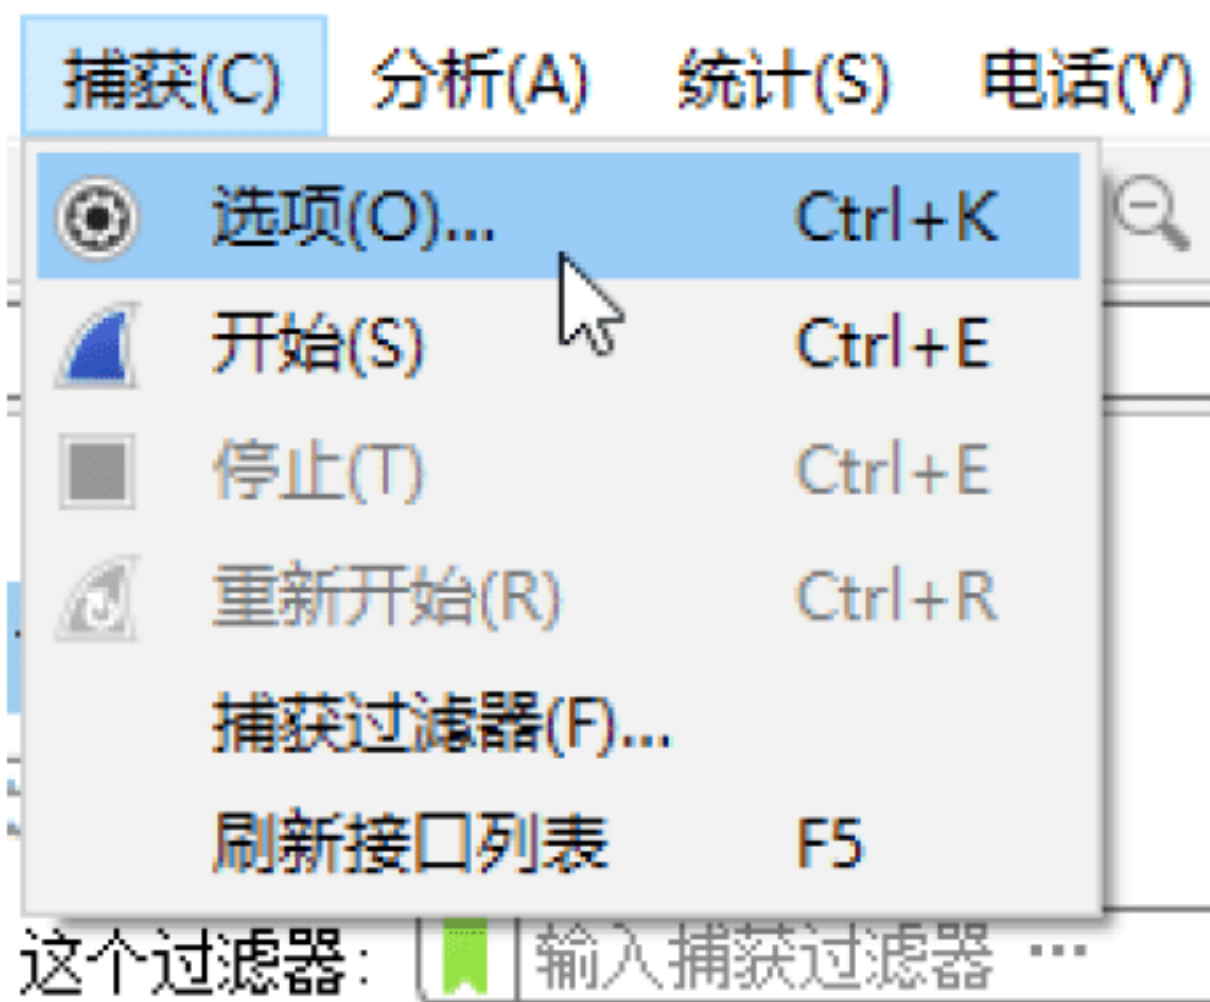 捕获(C) 分析(A) 统计(S) 电话(Y)
选项(O)... Ctrl+K
开始(S) Ctrl+E
停止(T) Ctrl+E
重新开始(R) Ctrl+R
捕获过滤器(F)...
刷新接口列表 F5
这个过滤器: 输入捕获过滤器 …